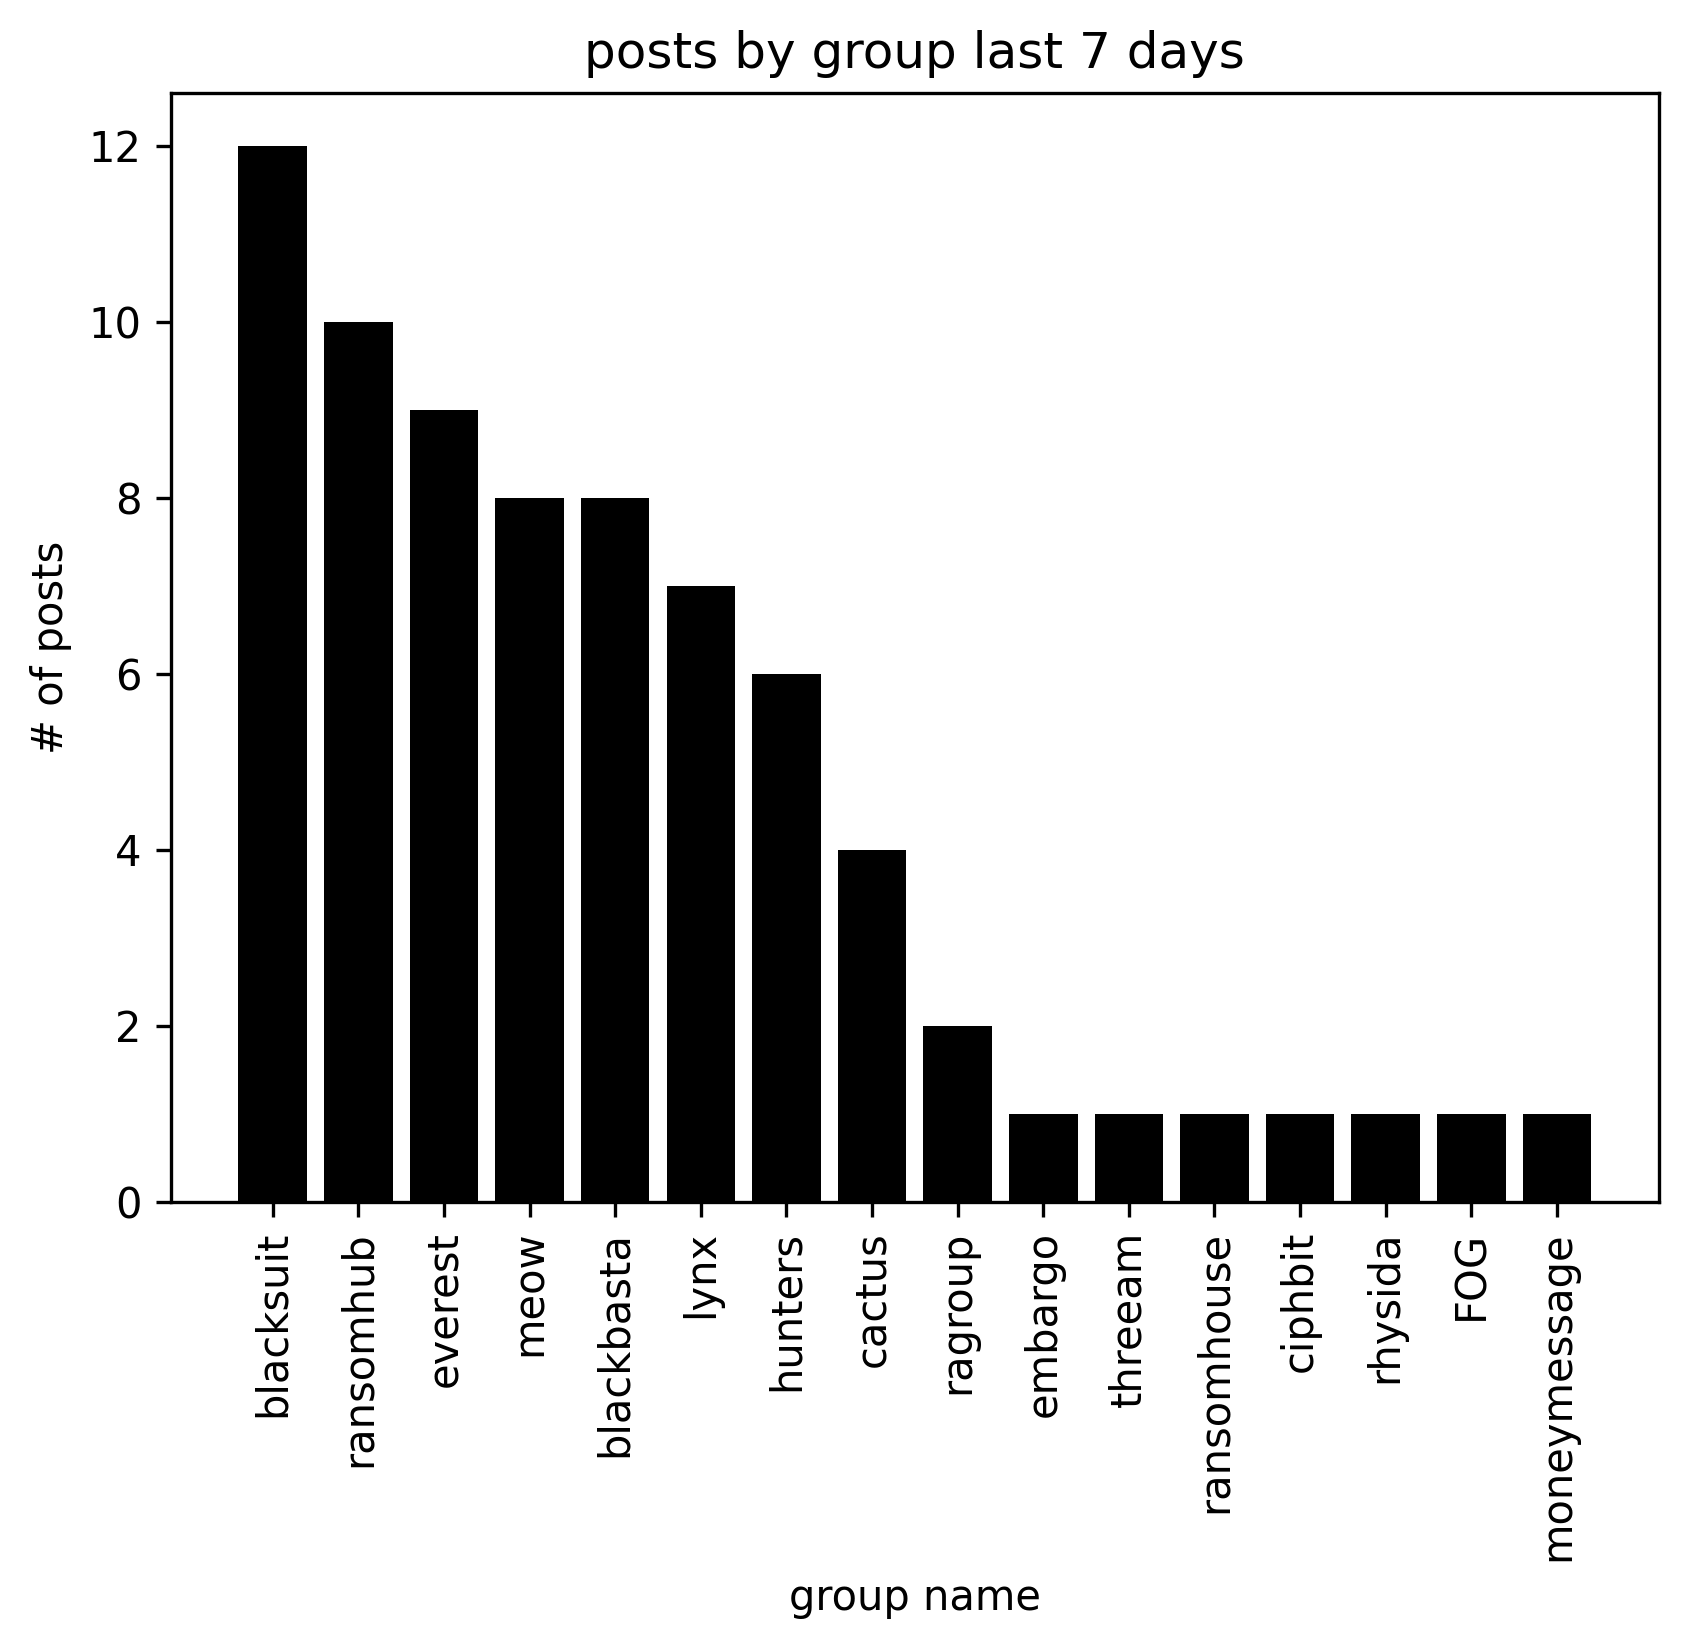 posts by group last 7 days
# of posts
12
10
8
6
4
2
0
blacksuit
ransomhub
everest
meow
blackbasta
lynx
hunters
cactus
ragroup
embargo
threeam
ransomhouse
ciphbit
rhysida
FOG
moneymessage
group name